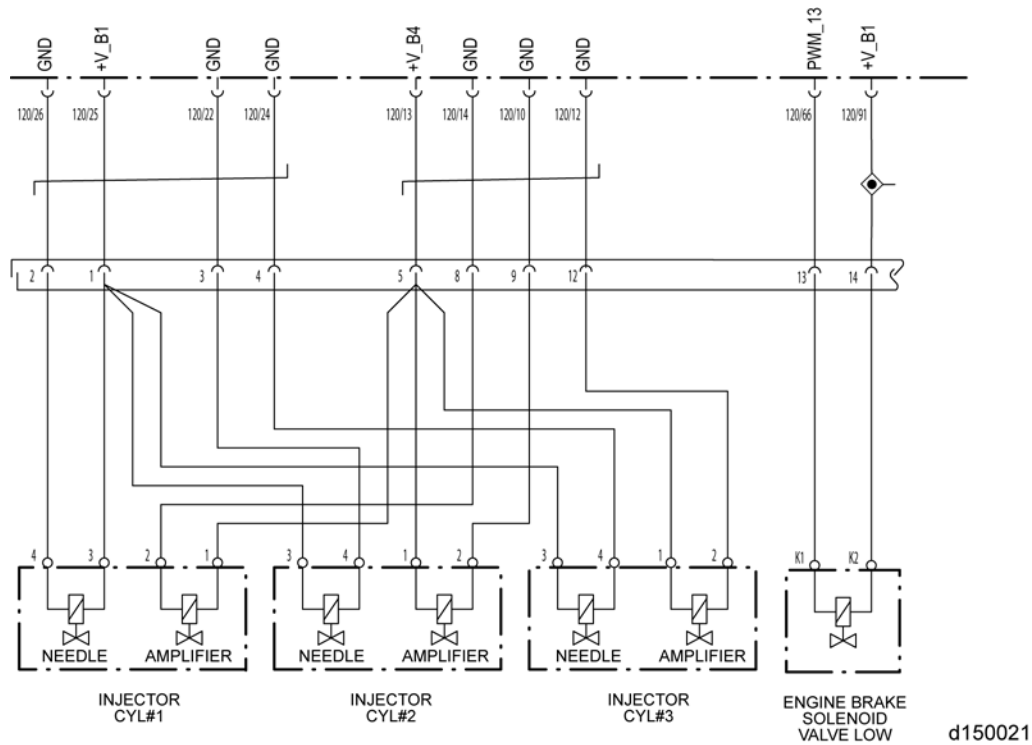 GND +V_B1 GND GND +V_B4 GND GND GND PWM_13 +V_B1
120/26 120/25 120/22 120/24 120/13 120/14 120/10 120/12 120/66 120/91
2 1 3 4 5 8 9 12 13 14
4 3 2 1 3 4 1 2 3 4 1 2 K1 K2
NEEDLE AMPLIFIER NEEDLE AMPLIFIER NEEDLE AMPLIFIER
INJECTOR
CYL#1
INJECTOR
CYL#2
INJECTOR
CYL#3
ENGINE BRAKE
SOLENOID
VALVE LOW
d150021